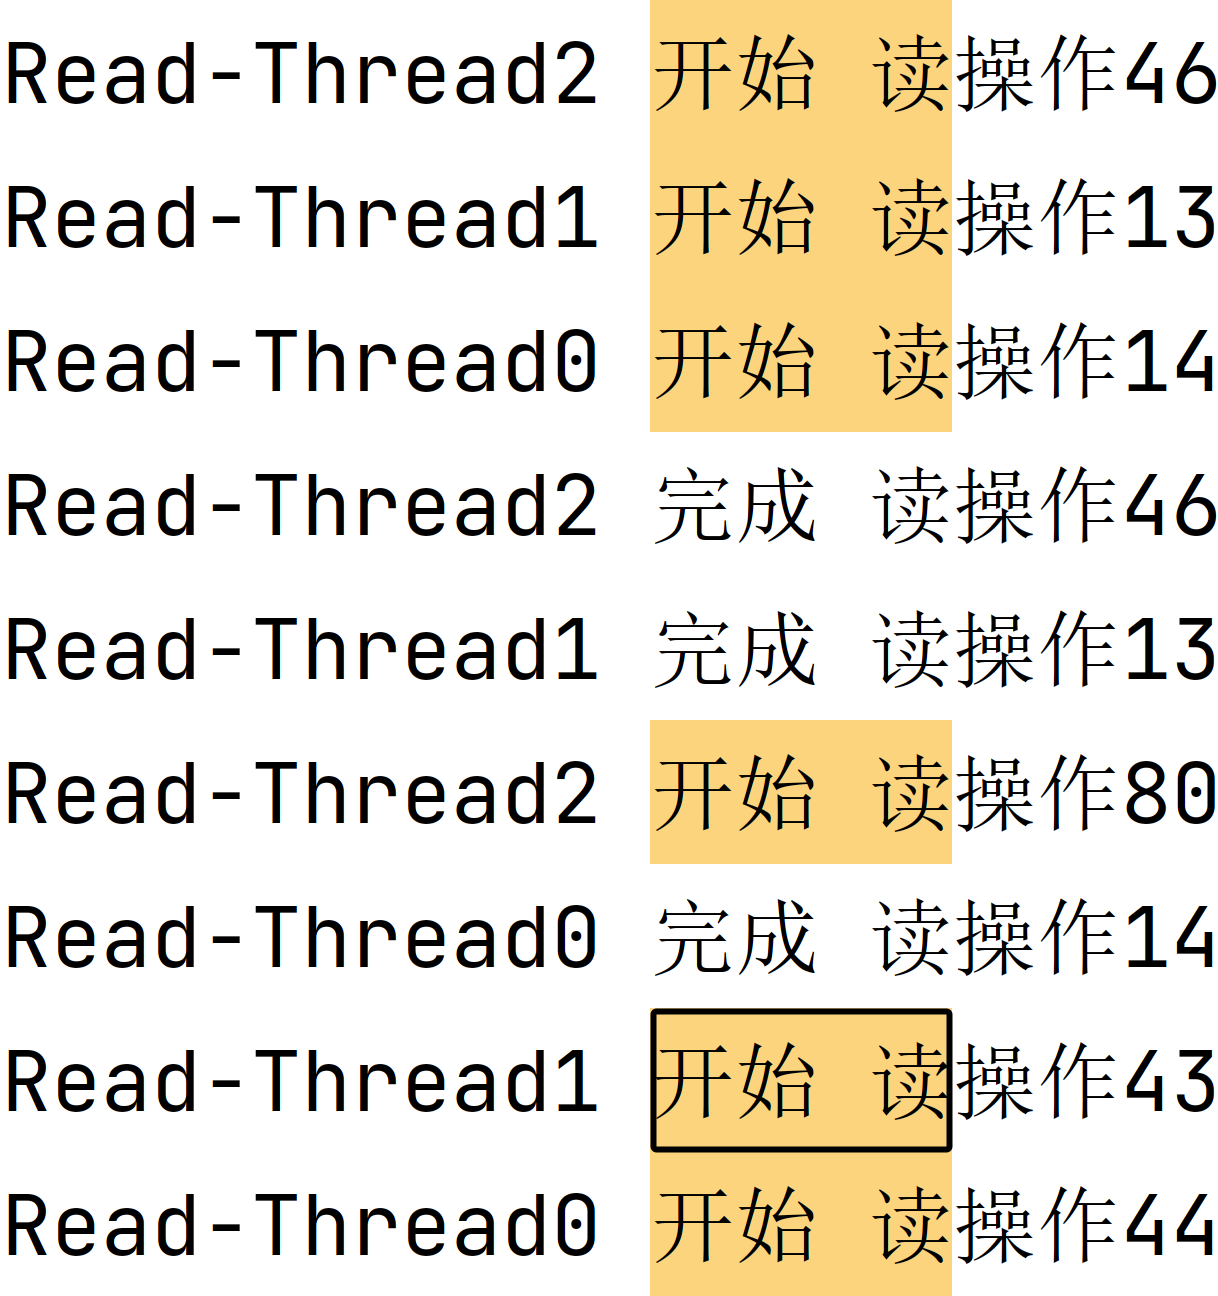 Read-Thread2 开始 读操作46
Read-Thread1 开始 读操作13
Read-Thread0 开始 读操作14
Read-Thread2 完成 读操作46
Read-Thread1 完成 读操作13
Read-Thread2 开始 读操作80
Read-Thread0 完成 读操作14
Read-Thread1 开始 读操作43
Read-Thread0 开始 读操作44